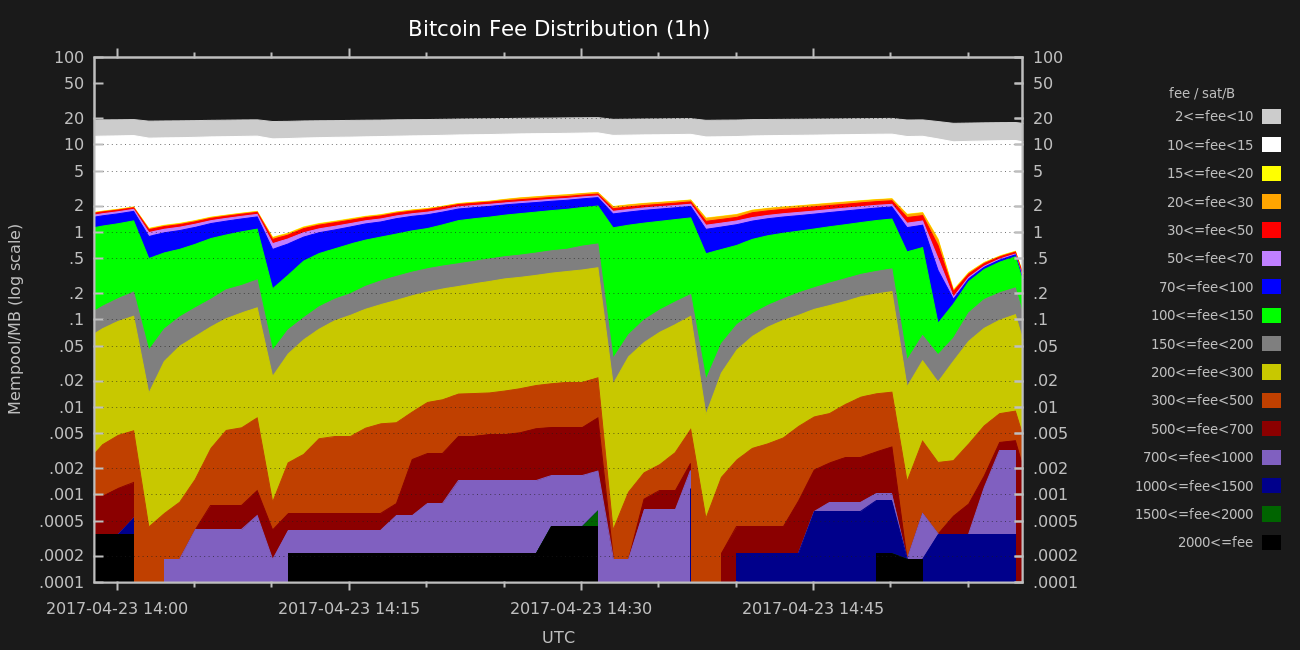 Bitcoin Fee Distribution (1h)
Mempool/MB (log scale)
100
50
20
10
5
2
1
.5
.2
.1
.05
.02
.01
.005
.002
.001
.0005
.0002
.0001
100
50
20
10
5
2
1
.5
.2
.1
.05
.02
.01
.005
.002
.001
.0005
.0002
.0001
2017-04-23 14:00
2017-04-23 14:15
2017-04-23 14:30
2017-04-23 14:45
UTC
fee / sat/B
2<=fee<10
10<=fee<15
15<=fee<20
20<=fee<30
30<=fee<50
50<=fee<70
70<=fee<100
100<=fee<150
150<=fee<200
200<=fee<300
300<=fee<500
500<=fee<700
700<=fee<1000
1000<=fee<1500
1500<=fee<2000
2000<=fee